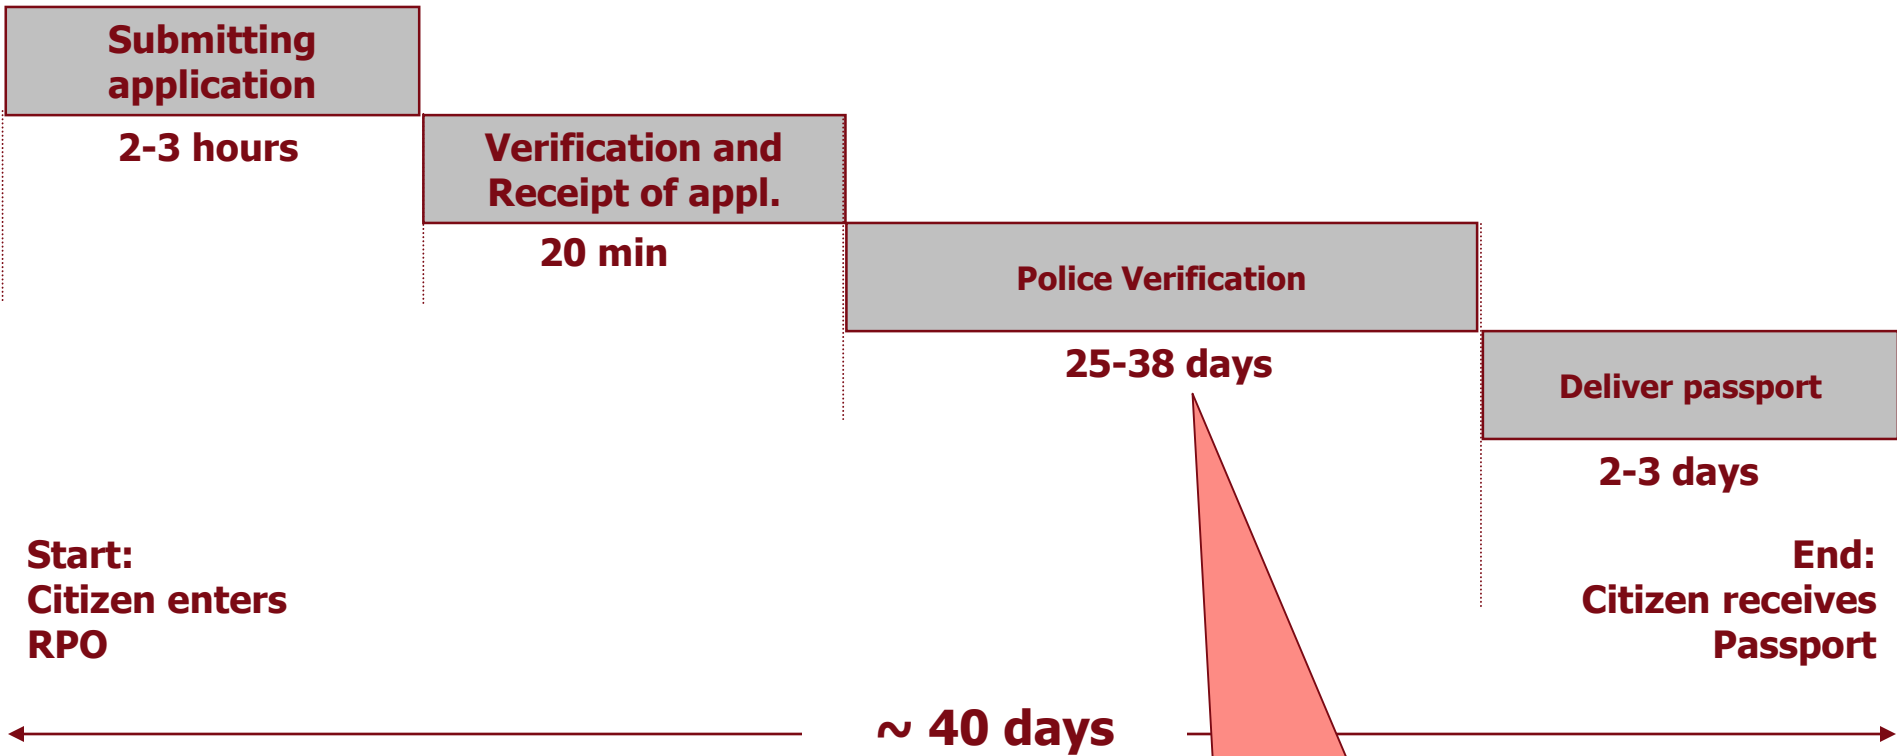 Submitting
application
2-3 hours
Verification and
Receipt of appl.
20 min
Police Verification
25-38 days
Deliver passport
2-3 days
Start:
Citizen enters
RPO
End:
Citizen receives
Passport
~ 40 days